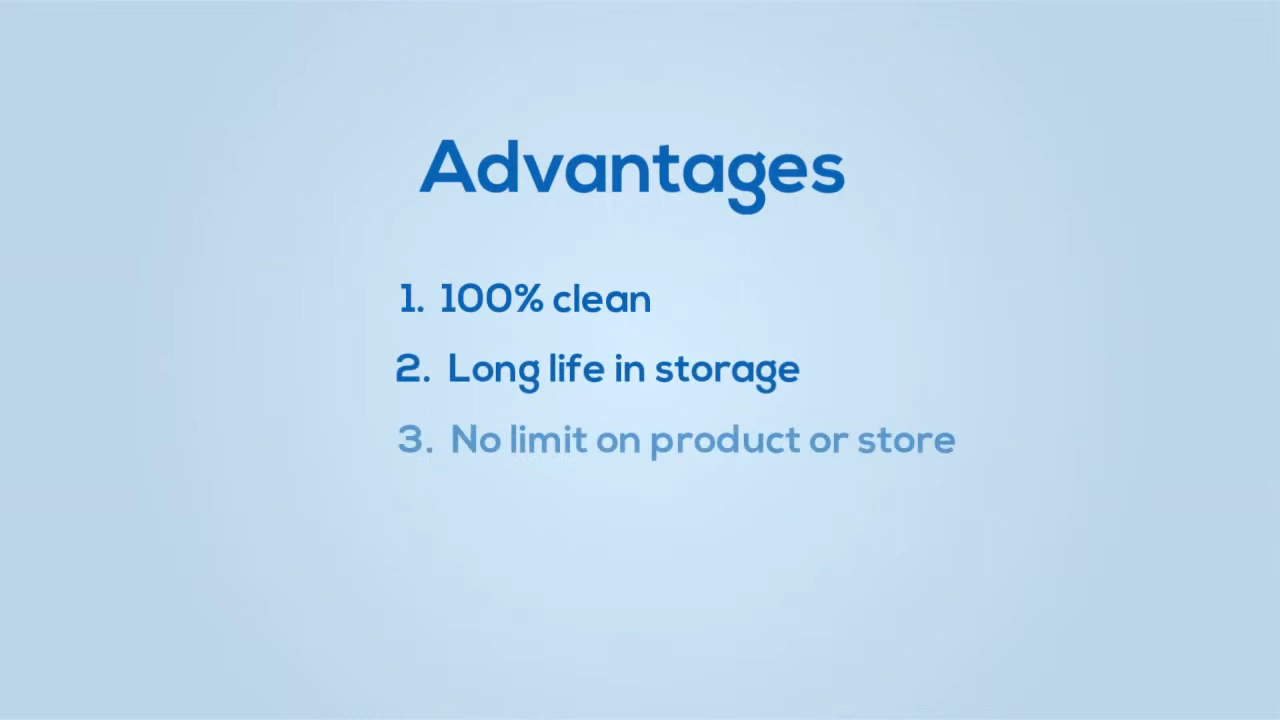 Advantages
1. 100% clean
2. Long life in storage
3. No limit on product or store